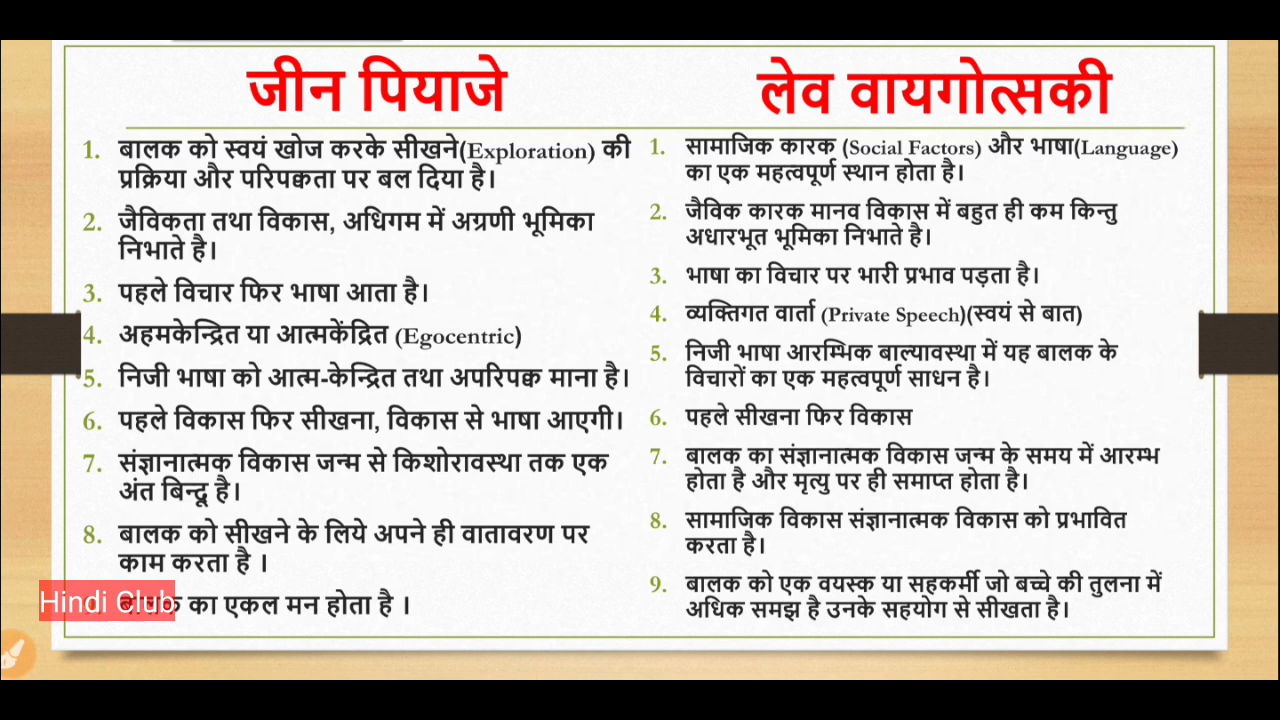 जीन पियाजे
1. बालक को स्वयं खोज करके सीखने(Exploration) की
प्रक्रिया और परिपक्वता पर बल दिया है।
2. जैविकता तथा विकास, अधिगम में अग्रणी भूमिका
निभाते है।
3. पहले विचार फिर भाषा आता है।
4. अहमकेन्द्रित या आत्मकेंद्रित (Egocentric)
5. निजी भाषा को आत्म-केन्द्रित तथा अपरिपक्व माना है।
6. पहले विकास फिर सीखना, विकास से भाषा आएगी।
7. संज्ञानात्मक विकास जन्म से किशोरावस्था तक एक
अंत बिन्दू है।
8. बालक को सीखने के लिये अपने ही वातावरण पर
काम करता है ।
बालक का एकल मन होता है ।
Hindi Club
लेव वायगोत्सकी
1. सामाजिक कारक (Social Factors) और भाषा(Language)
का एक महत्वपूर्ण स्थान होता है।
2. जैविक कारक मानव विकास में बहुत ही कम किन्तु
अधारभूत भूमिका निभाते है।
3. भाषा का विचार पर भारी प्रभाव पड़ता है।
4. व्यक्तिगत वार्ता (Private Speech)(स्वयं से बात)
5. निजी भाषा आरम्भिक बाल्यावस्था में यह बालक के
विचारों का एक महत्वपूर्ण साधन है।
6. पहले सीखना फिर विकास
7. बालक का संज्ञानात्मक विकास जन्म के समय में आरम्भ
होता है और मृत्यु पर ही समाप्त होता है।
8. सामाजिक विकास संज्ञानात्मक विकास को प्रभावित
करता है।
9. बालक को एक वयस्क या सहकर्मी जो बच्चे की तुलना में
अधिक समझ है उनके सहयोग से सीखता है।